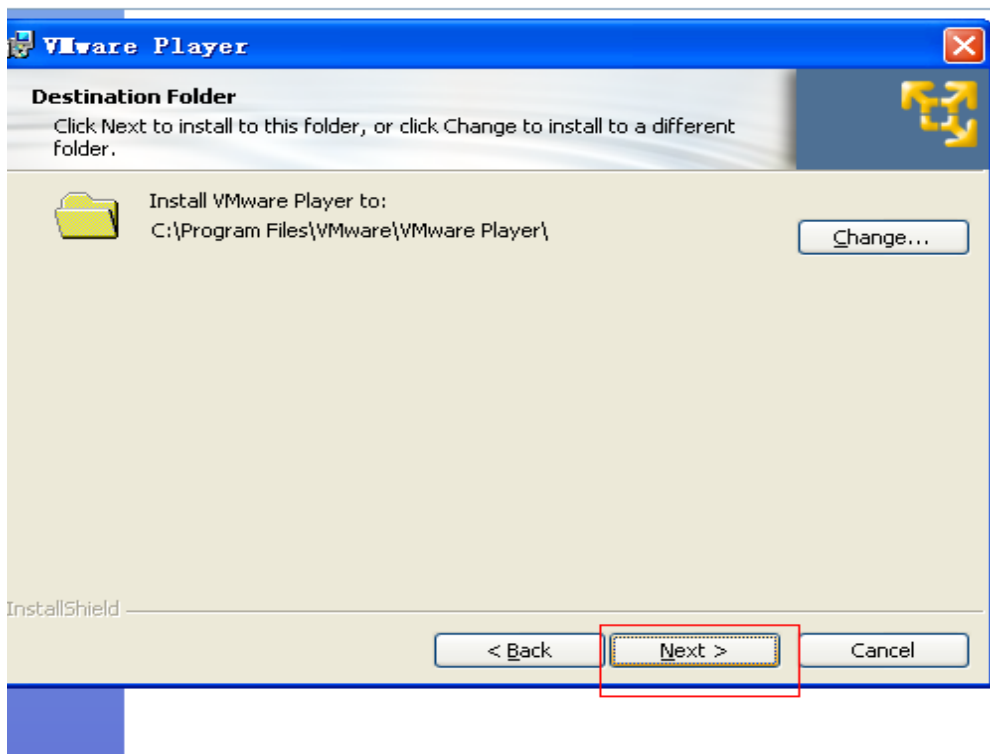 VMware Player
Destination Folder
Click Next to install to this folder, or click Change to install to a different
folder.
Install VMware Player to:
C:\Program Files\VMware\VMware Player\
Change...
InstallShield
< Back
Next >
Cancel